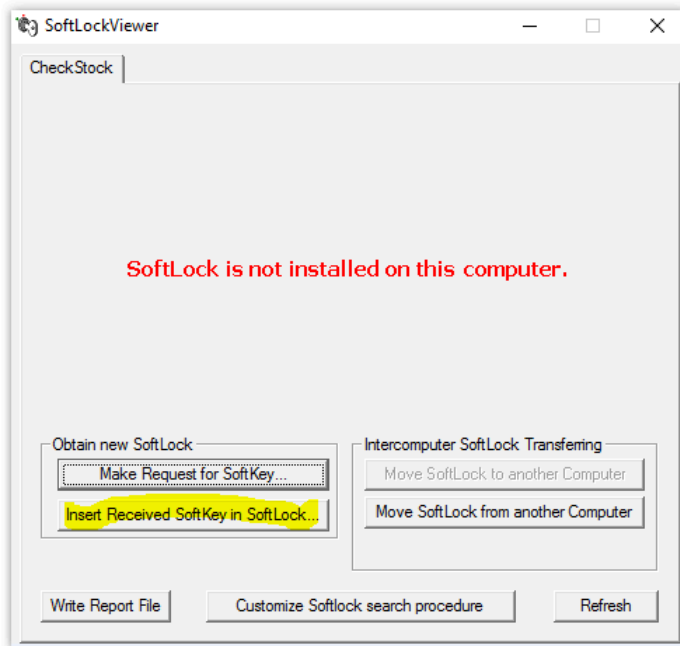 SoftLockViewer
CheckStock
SoftLock is not installed on this computer.
Obtain new SoftLock
Make Request for SoftKey...
Insert Received SoftKey in SoftLock...
Intercomputer SoftLock Transferring
Move SoftLock to another Computer
Move SoftLock from another Computer
Write Report File
Customize Softlock search procedure
Refresh